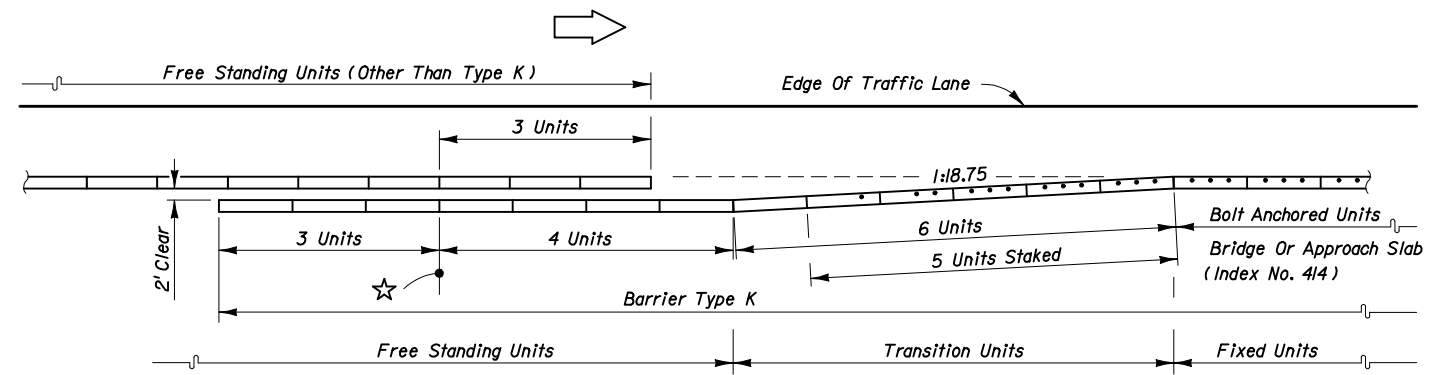 Free Standing Units (Other Than Type K)
Edge Of Traffic Lane
3 Units
1:18.75
2' Clear
3 Units
4 Units
6 Units
5 Units Staked
Bolt Anchored Units
Bridge Or Approach Slab
(Index No. 414)
Barrier Type K
Free Standing Units
Transition Units
Fixed Units